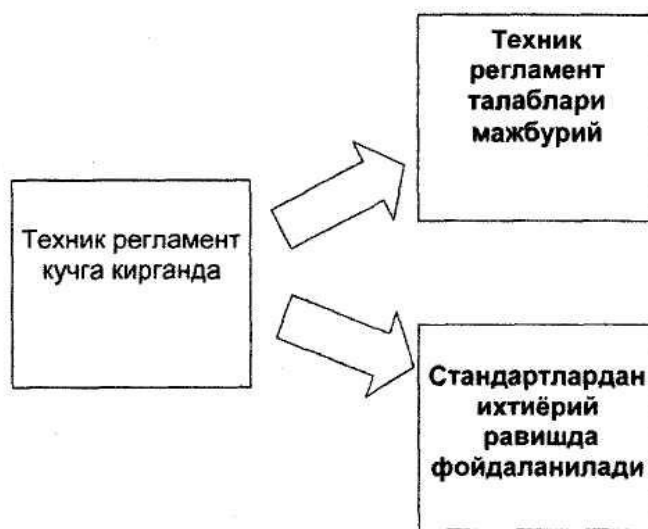 Техник
регламент
талаблари
мажбурий
Техник регламент
кучга кирганда
Стандартлардан
ихтиёрий
равишда
фойдаланилади